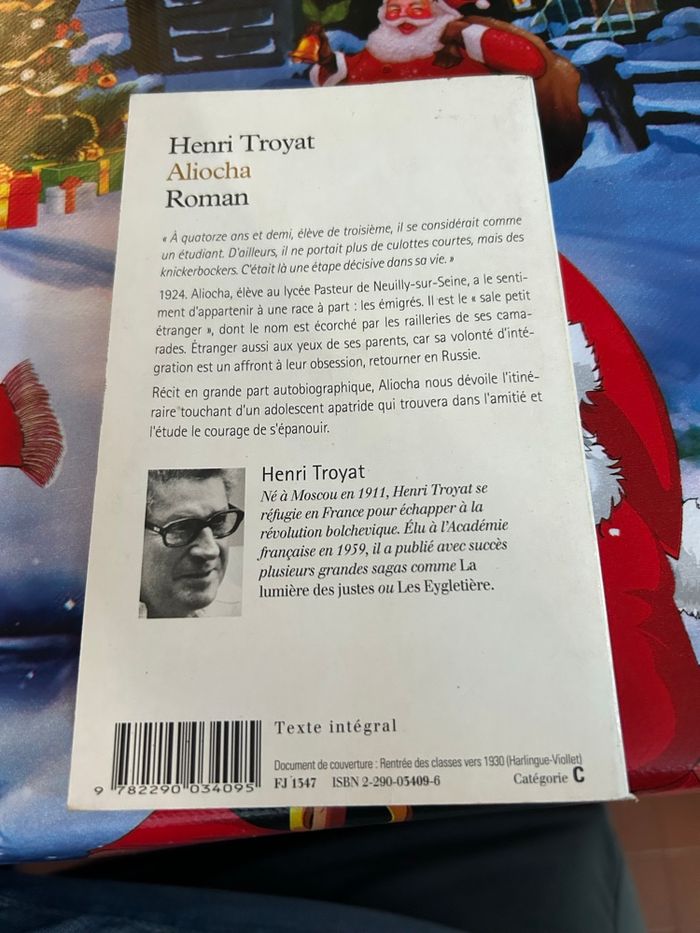 Henri Troyat
Aliocha
Roman
« À quatorze ans et demi, élève de troisième, il se considérait comme
un étudiant. D'ailleurs, il ne portait plus de culottes courtes, mais des
knickerbockers. C'était là une étape décisive dans sa vie. »
1924. Aliocha, élève au lycée Pasteur de Neuilly-sur-Seine, a le senti-
ment d'appartenir à une race à part : les émigrés. Il est le « sale petit
étranger », dont le nom est écorché par les railleries de ses cama-
rades. Étranger aussi aux yeux de ses parents, car sa volonté d'inté-
gration est un affront à leur obsession, retourner en Russie.
Récit en grande part autobiographique, Aliocha nous dévoile l'itiné-
raire touchant d'un adolescent apatride qui trouvera dans l'amitié et
l'étude le courage de s'épanouir.
Henri Troyat
Né à Moscou en 1911, Henri Troyat se
réfugie en France pour échapper à la
révolution bolchevique. Élu à l'Académie
française en 1959, il a publié avec succès
plusieurs grandes sagas comme La
lumière des justes ou Les Eygletière.
Texte intégral
Document de couverture : Rentrée des classes vers 1930 (Harlingue-Viollet)
FJ 1347 ISBN 2-290-03409-6 Catégorie C
9 782290 034095